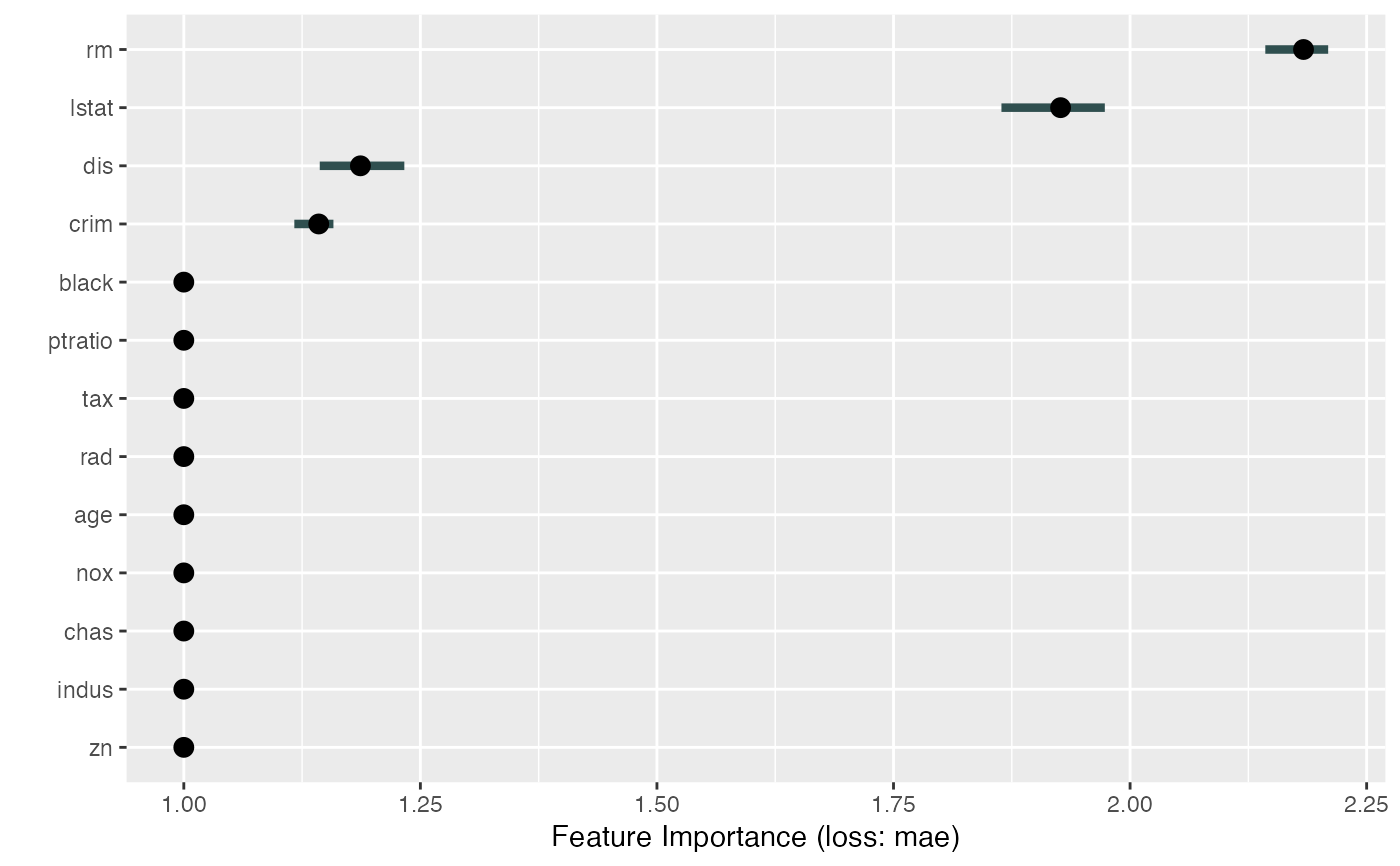 rm
lstat
dis
crim
black
ptratio
tax
rad
age
nox
chas
indus
zn
1.00 1.25 1.50 1.75 2.00 2.25
Feature Importance (loss: mae)